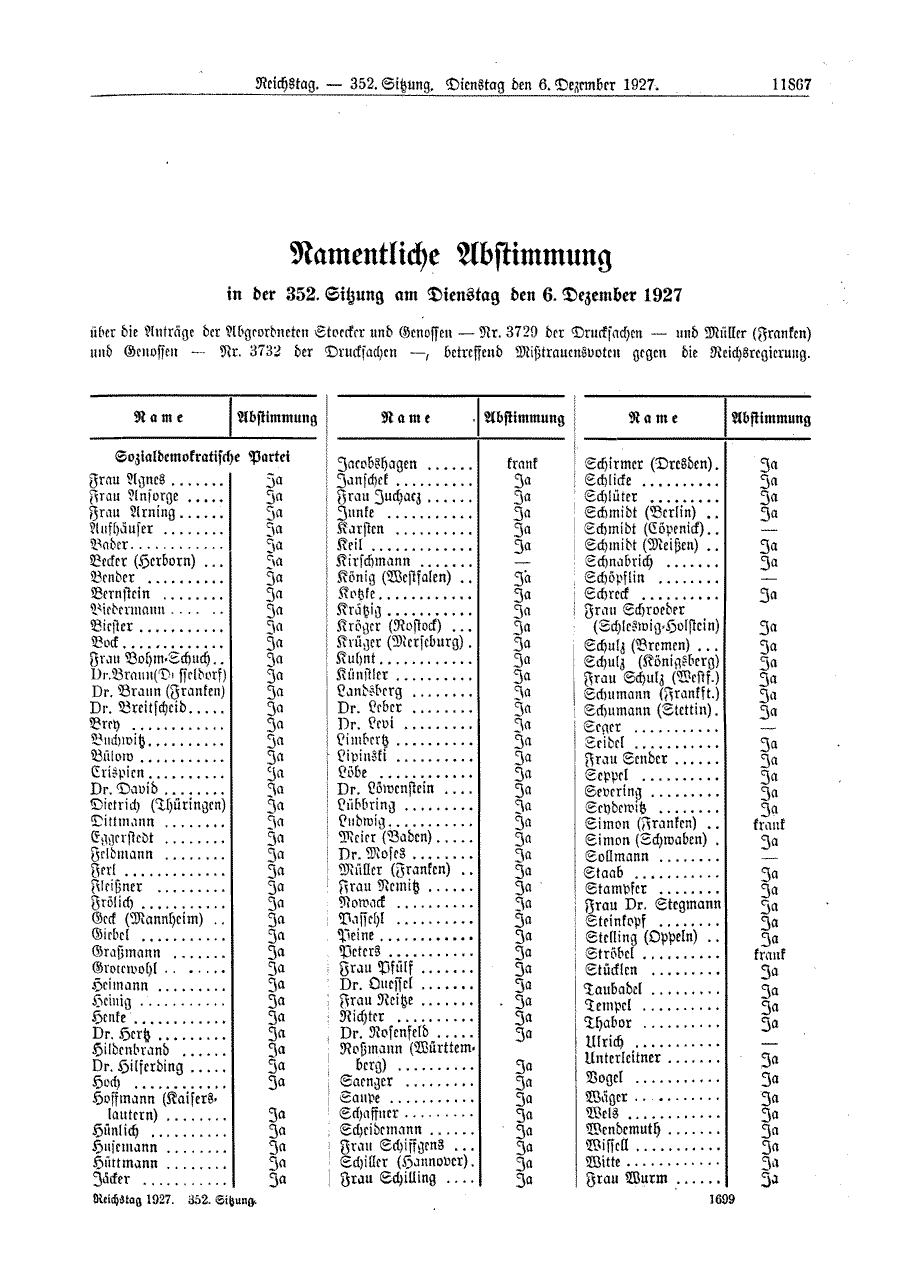 Reichstag. — 352. Sitzung. Dienstag den 6. Dezember 1927. 11867
Namentliche Abstimmung
in der 352. Sitzung am Dienstag den 6. Dezember 1927
über die Anträge der Abgeordneten Stoecker und Genossen — Nr. 3729 der Drucksachen — und Müller (Franken)
und Genossen — Nr. 3732 der Drucksachen —, betreffend Mißtrauensvoten gegen die Reichsregierung.
Name Abstimmung
Sozialdemokratische Partei
Frau Agnes ....... Ja
Frau Ansorge ..... Ja
Frau Arning ...... Ja
Aufhäuser ........ Ja
Bader ............ Ja
Becker (Herborn) ... Ja
Bender .......... Ja
Bernstein ........ Ja
Biedermann .... .. Ja
Biester ........... Ja
Bock ............. Ja
Frau Bohm-Schuch .. Ja
Dr. Braun (Düsseldorf) Ja
Dr. Braun (Franken) Ja
Dr. Breitscheid ..... Ja
Brey ............ Ja
Buchwitz .......... Ja
Bülow ........... Ja
Crispien .......... Ja
Dr. David ........ Ja
Dietrich (Thüringen) Ja
Dittmann ........ Ja
Eggerstedt ........ Ja
Feldmann ........ Ja
Ferl ............. Ja
Fleißner ......... Ja
Frölich ........... Ja
Geck (Mannheim) .. Ja
Giebel ........... Ja
Graßmann ....... Ja
Grotewohl .. ..... Ja
Heimann ......... Ja
Heinig ........... Ja
Henke ........... Ja
Dr. Hertz ........ Ja
Hildenbrand ...... Ja
Dr. Hilferding ..... Ja
Hoch ............ Ja
Hoffmann (Kaisers-
lautern) ........ Ja
Hünlich .......... Ja
Husemann ....... Ja
Hüttmann ........ Ja
Jäcker ........... Ja
Name Abstimmung
Jacobshagen ...... krank
Janschek .......... Ja
Frau Juchacz ...... Ja
Junke ........... Ja
Karsten .......... Ja
Keil ............. Ja
Kirschmann ....... —
König (Westfalen) .. Ja
Kotzke ............ Ja
Krätzig ........... Ja
Kröger (Rostock) ... Ja
Krüger (Merseburg) . Ja
Kuhnt ............ Ja
Künstler .......... Ja
Landsberg ........ Ja
Dr. Leber ........ Ja
Dr. Levi ......... Ja
Limbertz .......... Ja
Lipinski .......... Ja
Löbe ............ Ja
Dr. Löwenstein .... Ja
Lübbring ......... Ja
Ludwig ........... Ja
Meier (Baden) ..... Ja
Dr. Moses ........ Ja
Müller (Franken) .. Ja
Frau Nemitz ...... Ja
Nowack .......... Ja
Passehl .......... Ja
Peine ............ Ja
Peters ........... Ja
Frau Pfülf ....... Ja
Dr. Quessel ....... Ja
Frau Reitze ....... Ja
Richter .......... Ja
Dr. Rosenfeld ..... Ja
Roßmann (Württem-
berg) .......... Ja
Saenger .......... Ja
Saupe ........... Ja
Schaffner ......... Ja
Scheidemann ...... Ja
Frau Schiffgens ... Ja
Schiller (Hannover) . Ja
Frau Schilling .... Ja
Name Abstimmung
Schirmer (Dresden) . Ja
Schlicke .......... Ja
Schlüter ......... Ja
Schmidt (Berlin) .. Ja
Schmidt (Cöpenick) .. —
Schmidt (Meißen) .. Ja
Schnabrich ....... Ja
Schöpflin ........ —
Schreck .......... Ja
Frau Schroeder
(Schleswig-Holstein) Ja
Schulz (Bremen) ... Ja
Schulz (Königsberg) Ja
Frau Schulz (Westf.) Ja
Schumann (Frankft.) Ja
Schumann (Stettin) . Ja
Seger ........... —
Seidel ........... Ja
Frau Sender ...... Ja
Seppel .......... Ja
Severing ......... Ja
Seydewitz ........ Ja
Simon (Franken) .. krank
Simon (Schwaben) . Ja
Sollmann ........ —
Staab ........... Ja
Stampfer ........ Ja
Frau Dr. Stegmann Ja
Steinkopf ........ Ja
Stelling (Oppeln) .. Ja
Ströbel .......... krank
Stücklen ......... Ja
Taubadel ......... Ja
Tempel .......... Ja
Thabor .......... Ja
Ulrich ........... —
Unterleitner ....... Ja
Vogel ........... Ja
Wäger ........... Ja
Wels ............ Ja
Wendemuth ....... Ja
Wissell ........... Ja
Witte ............ Ja
Frau Wurm ...... Ja
Reichstag 1927. 352. Sitzung. 1699